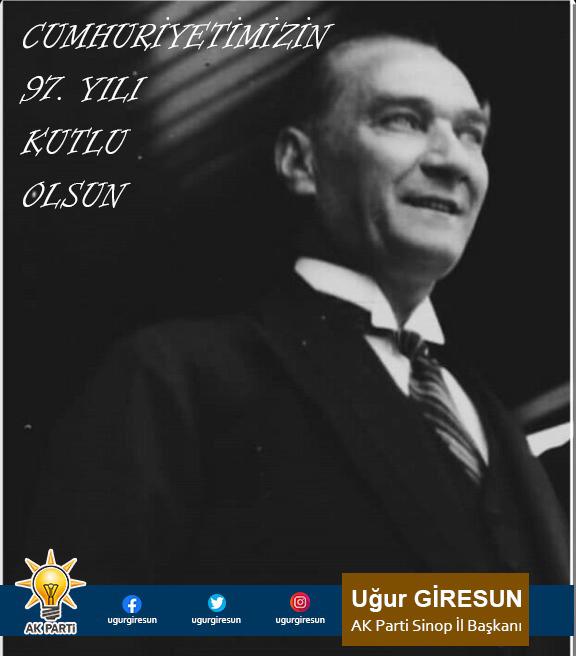 CUMHURİYETİMİZİN
97. YILI
KUTLU
OLSUN
AK PARTİ
ugurgiresun
ugurgiresun
ugurgiresun
Uğur GİRESUN
AK Parti Sinop İl Başkanı